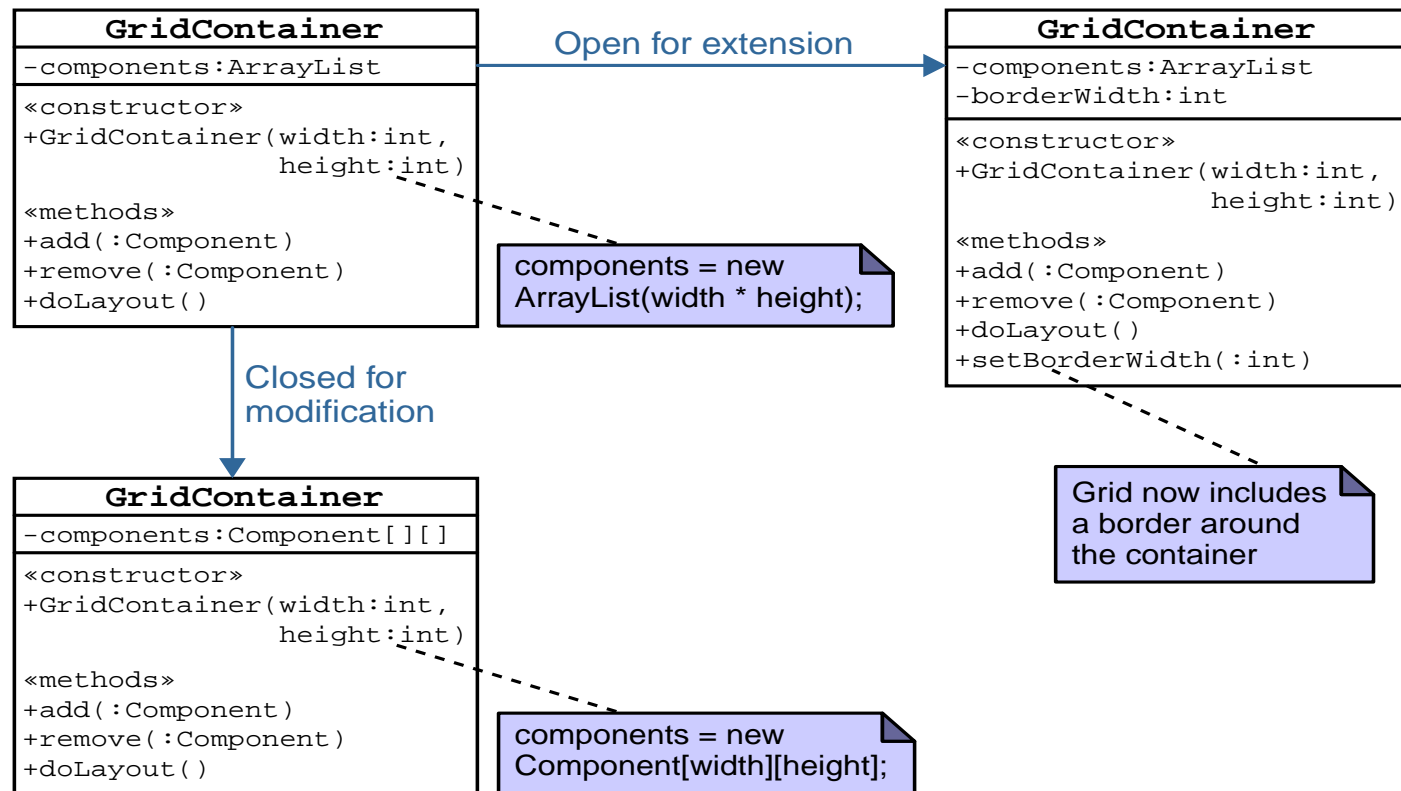 GridContainer
-components:ArrayList
«constructor»
+GridContainer(width:int,
height:int)
«methods»
+add(:Component)
+remove(:Component)
+doLayout()
Open for extension
GridContainer
-components:ArrayList
-borderWidth:int
«constructor»
+GridContainer(width:int,
height:int)
«methods»
+add(:Component)
+remove(:Component)
+doLayout()
+setBorderWidth(:int)
components = new
ArrayList(width * height);
Closed for
modification
Grid now includes
a border around
the container
GridContainer
-components:Component[][]
«constructor»
+GridContainer(width:int,
height:int)
«methods»
+add(:Component)
+remove(:Component)
+doLayout()
components = new
Component[width][height];